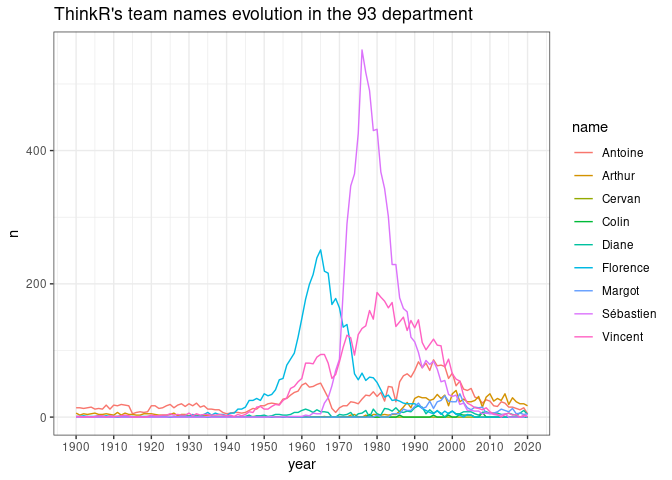 ThinkR's team names evolution in the 93 department
n
400
200
0
1900 1910 1920 1930 1940 1950 1960 1970 1980 1990 2000 2010 2020
year
name
Antoine
Arthur
Cervan
Colin
Diane
Florence
Margot
Sébastien
Vincent